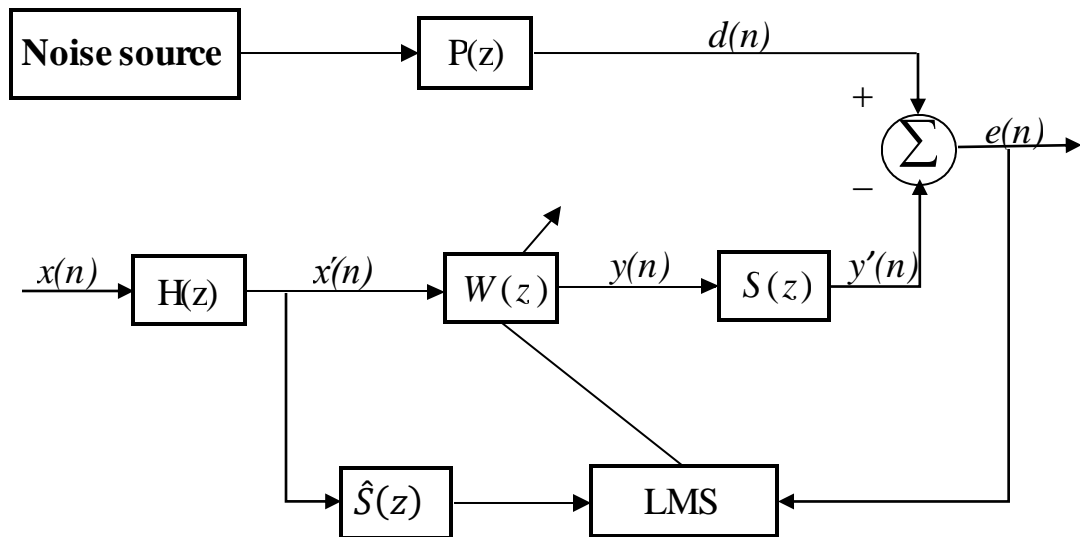 Noise source
P(z)
d(n)
+
Σ
e(n)
−
x(n)
H(z)
x′(n)
W(z)
y(n)
S(z)
y′(n)
Ŝ(z)
LMS